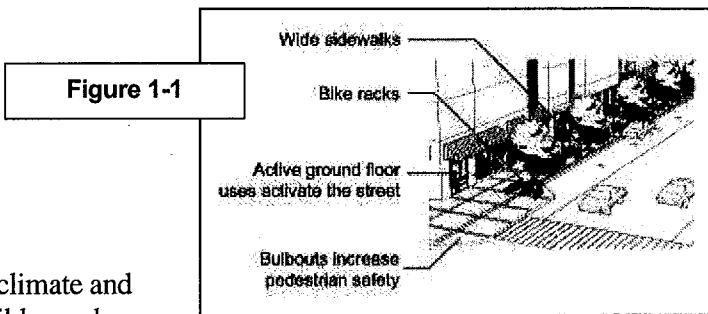 Wide sidewalks
Figure 1-1
Bike racks
Active ground floor
uses activate the street
Bulbouts increase
pedestrian safety
climate and